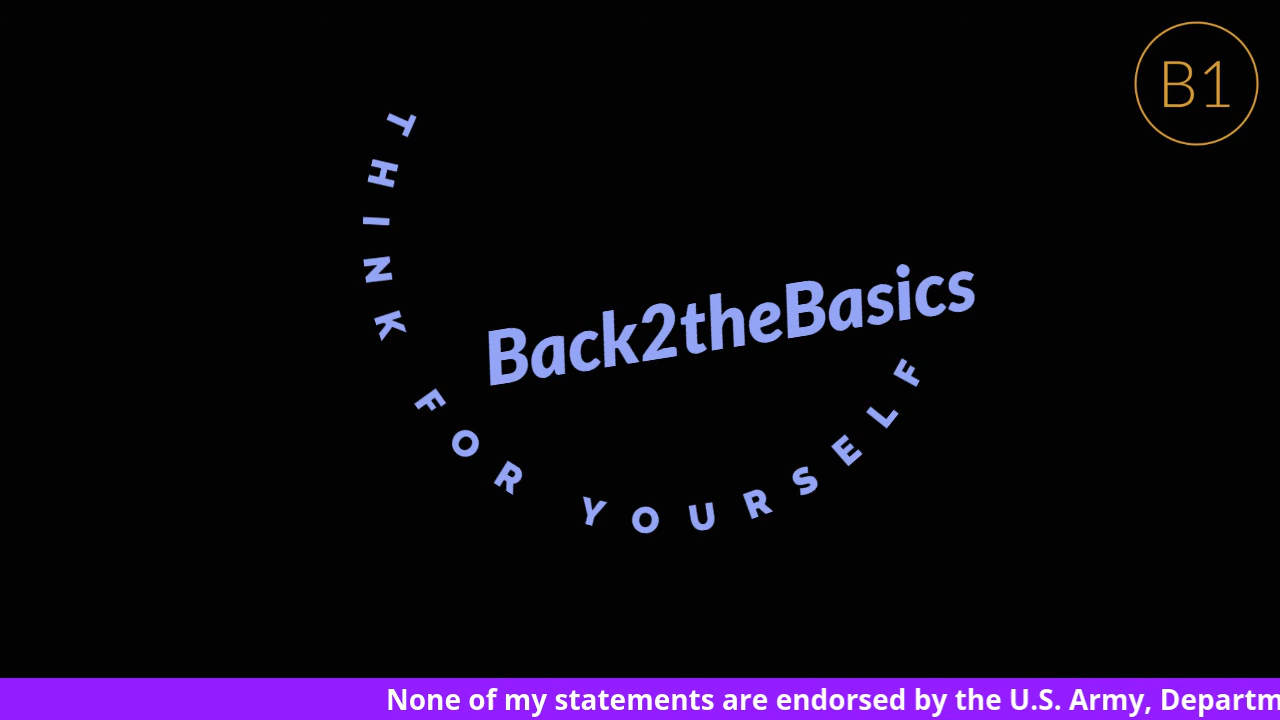 B1
THINK FOR YOURSELF
Back2theBasics
None of my statements are endorsed by the U.S. Army,